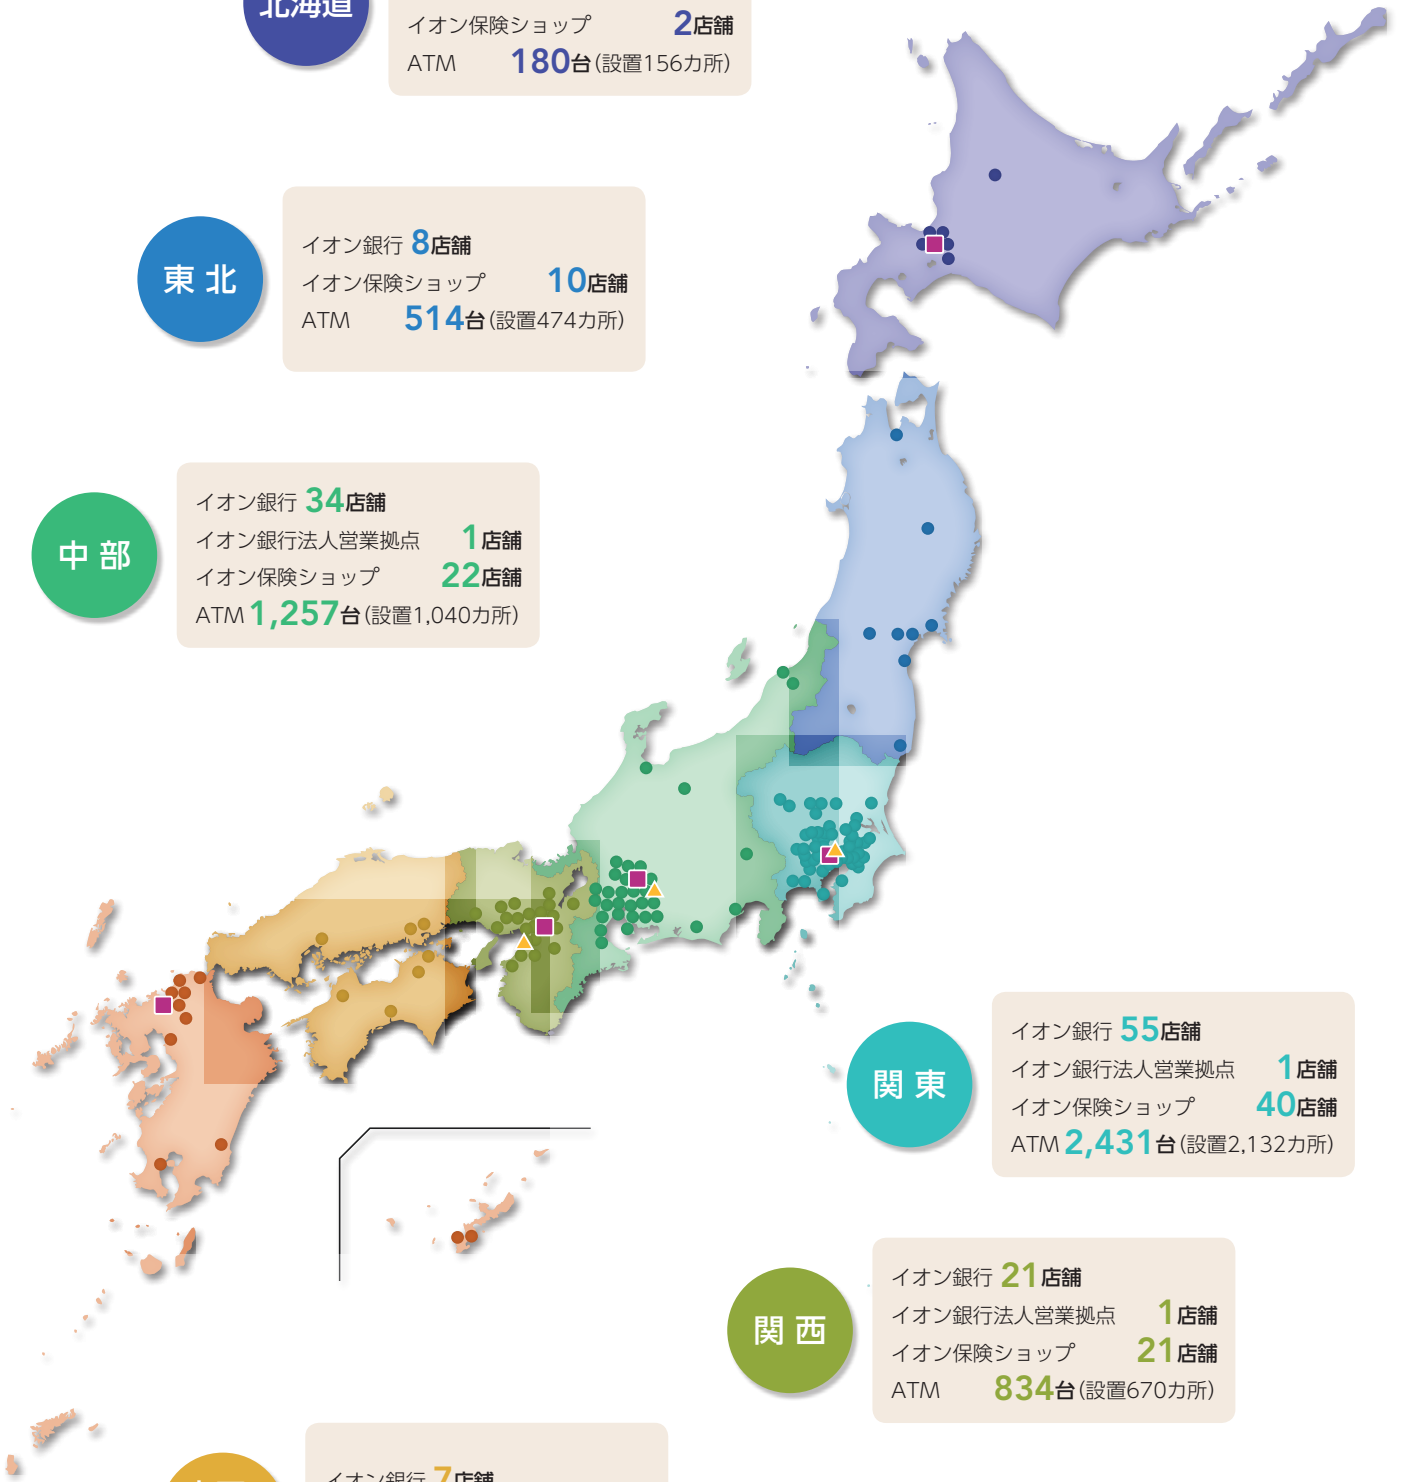 北海道
イオン保険ショップ 2店舗
ATM 180台(設置156カ所)
東北
イオン銀行 8店舗
イオン保険ショップ 10店舗
ATM 514台(設置474カ所)
中部
イオン銀行 34店舗
イオン銀行法人営業拠点 1店舗
イオン保険ショップ 22店舗
ATM 1,257台(設置1,040カ所)
関東
イオン銀行 55店舗
イオン銀行法人営業拠点 1店舗
イオン保険ショップ 40店舗
ATM 2,431台(設置2,132カ所)
関西
イオン銀行 21店舗
イオン銀行法人営業拠点 1店舗
イオン保険ショップ 21店舗
ATM 834台(設置670カ所)
イオン銀行 7店舗